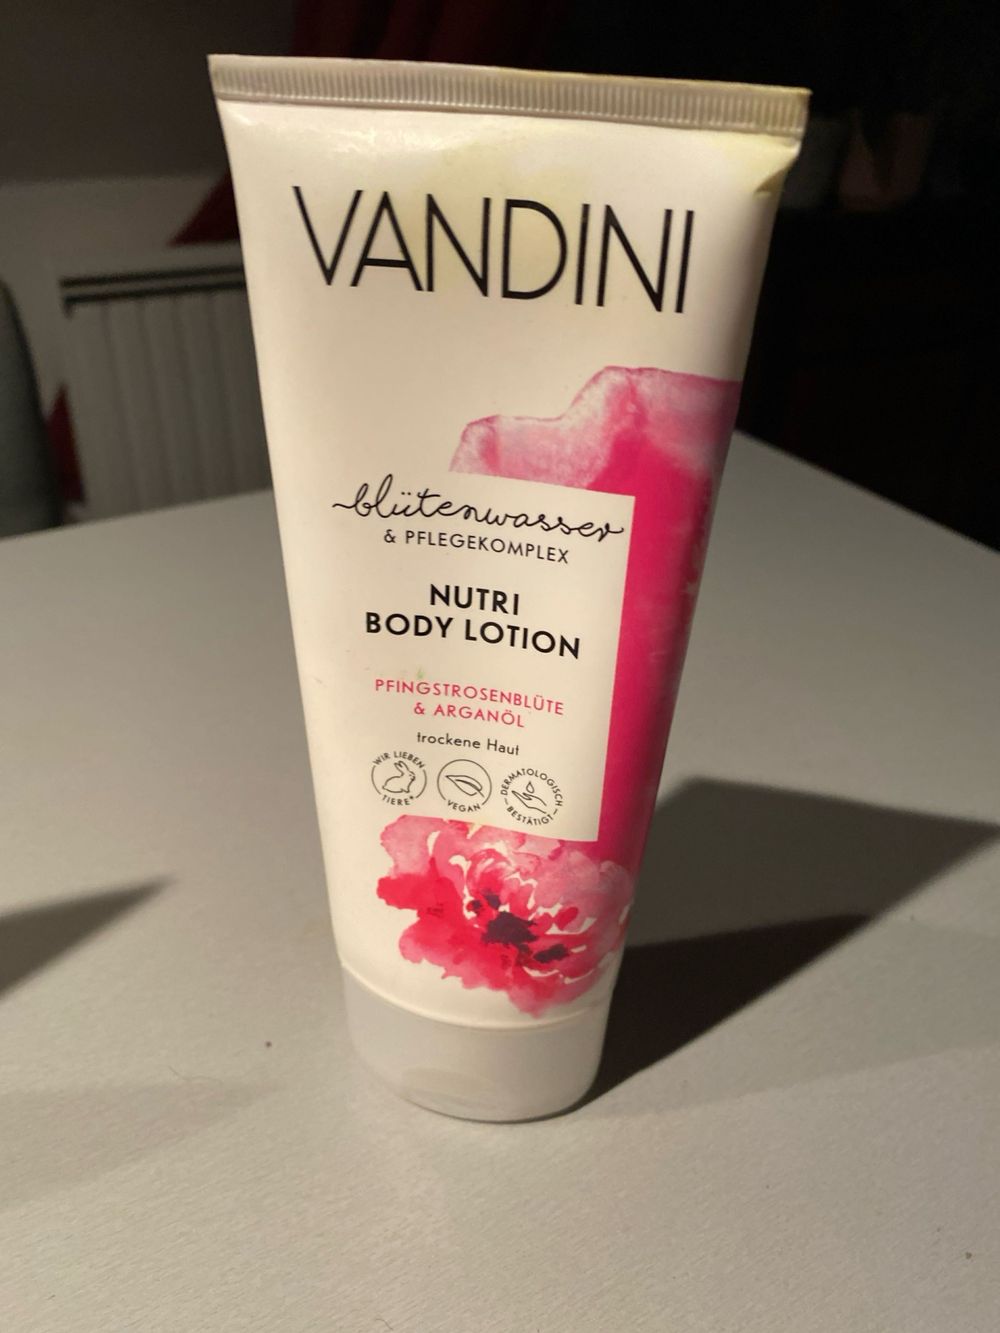 VANDINI
blütenwasser
& PFLEGEKOMPLEX
NUTRI
BODY LOTION
PFINGSTROSENBLÜTE
& ARGANÖL
trockene Haut
WIR LIEBEN
TIERE*
VEGAN
DERMATOLOGISCH
BESTÄTIGT